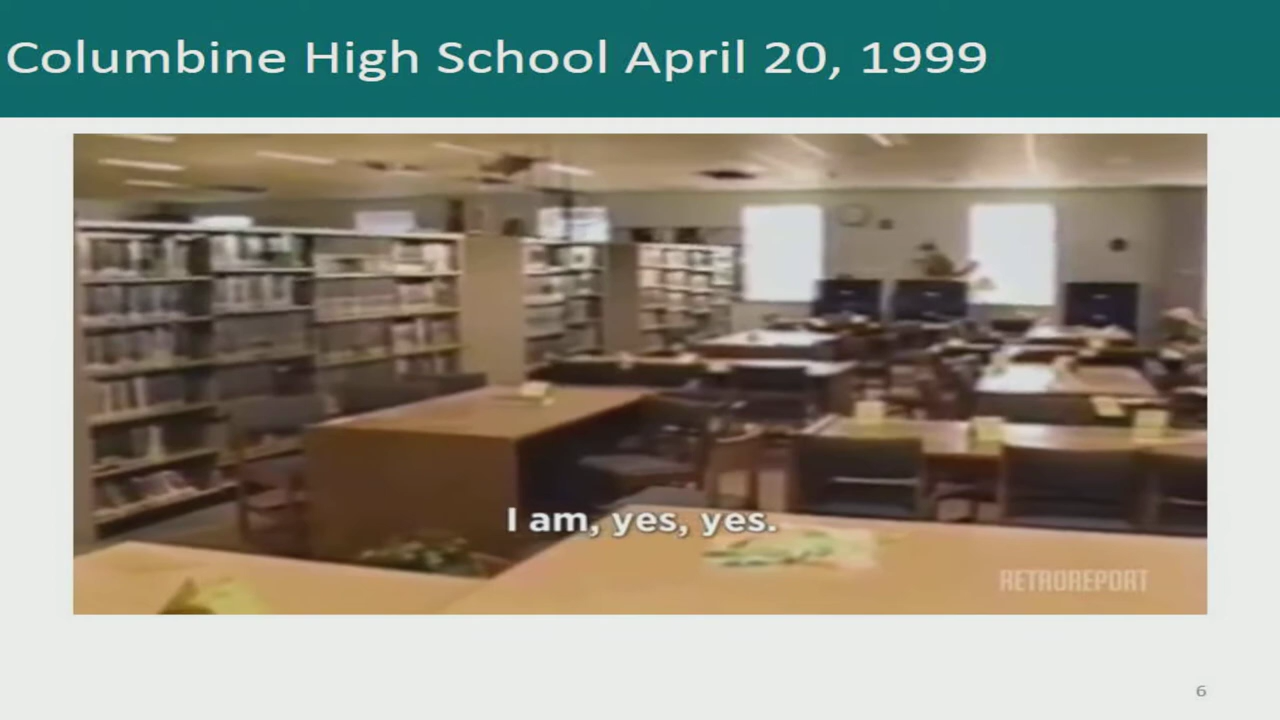 Columbine High School April 20, 1999
I am, yes, yes.
RETROREPORT
6